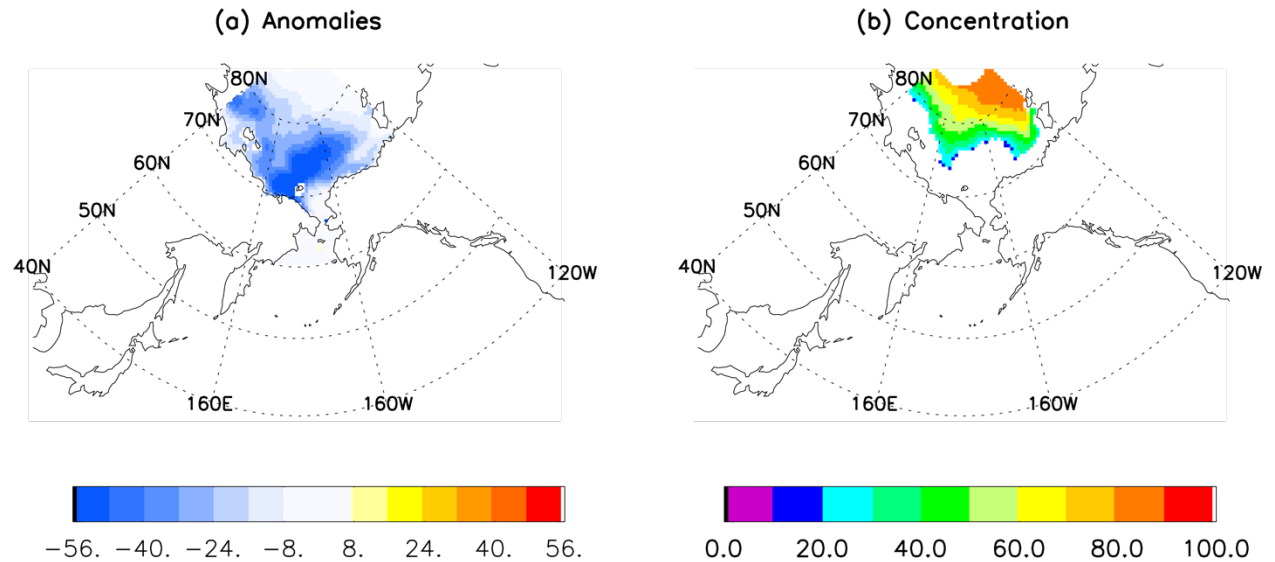 (a) Anomalies
80N
70N
60N
50N
40N
120W
160E
160W
−56. −40. −24. −8. 8. 24. 40. 56.
(b) Concentration
80N
70N
60N
50N
40N
120W
160E
160W
0.0 20.0 40.0 60.0 80.0 100.0